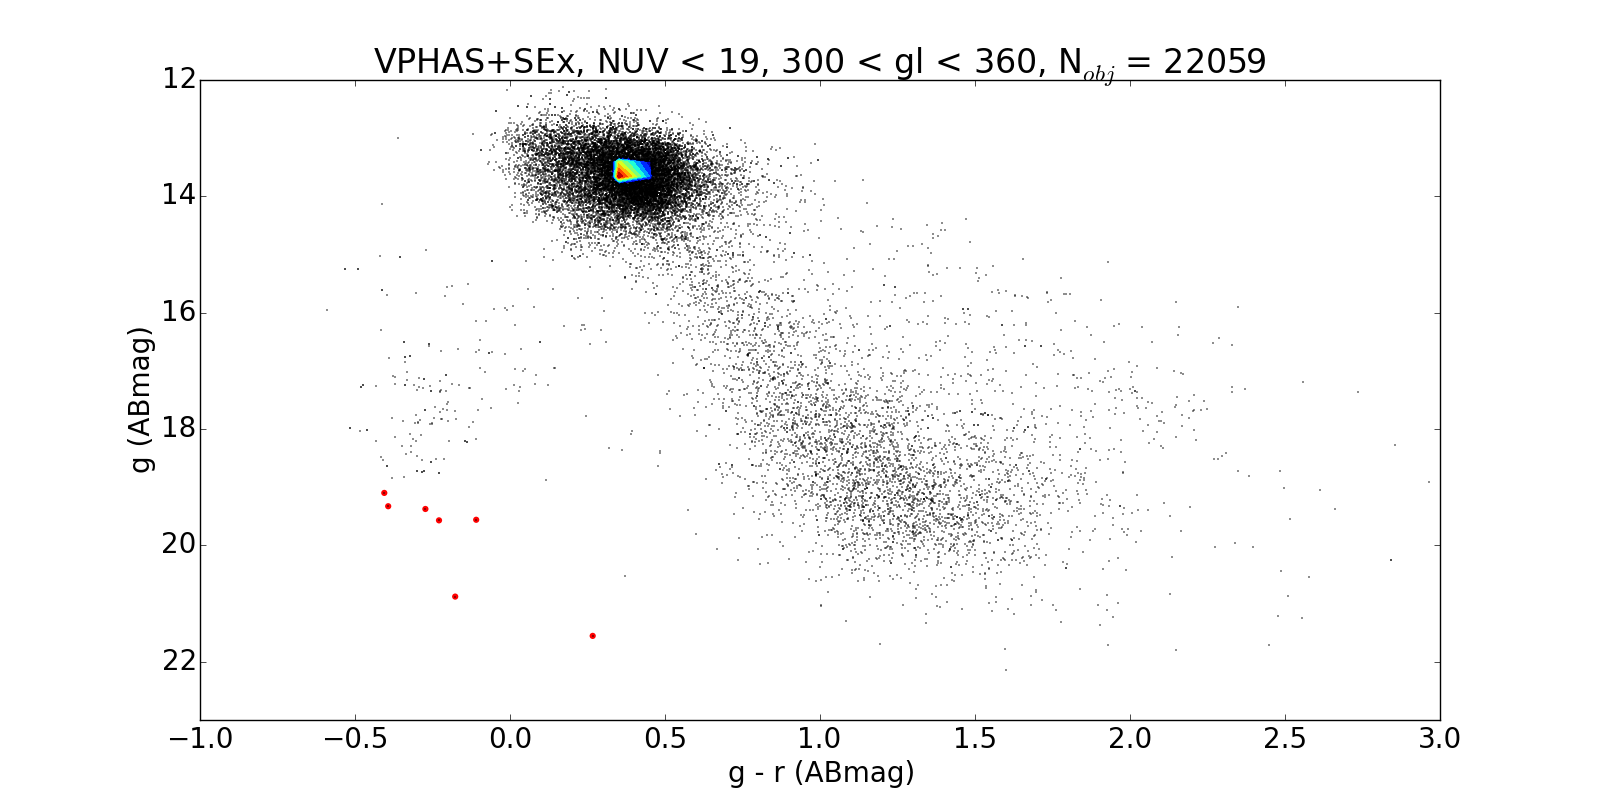 VPHAS+SEx, NUV < 19, 300 < gl < 360, N_obj = 22059
12
14
16
18
20
22
g (ABmag)
−1.0 −0.5 0.0 0.5 1.0 1.5 2.0 2.5 3.0
g - r (ABmag)